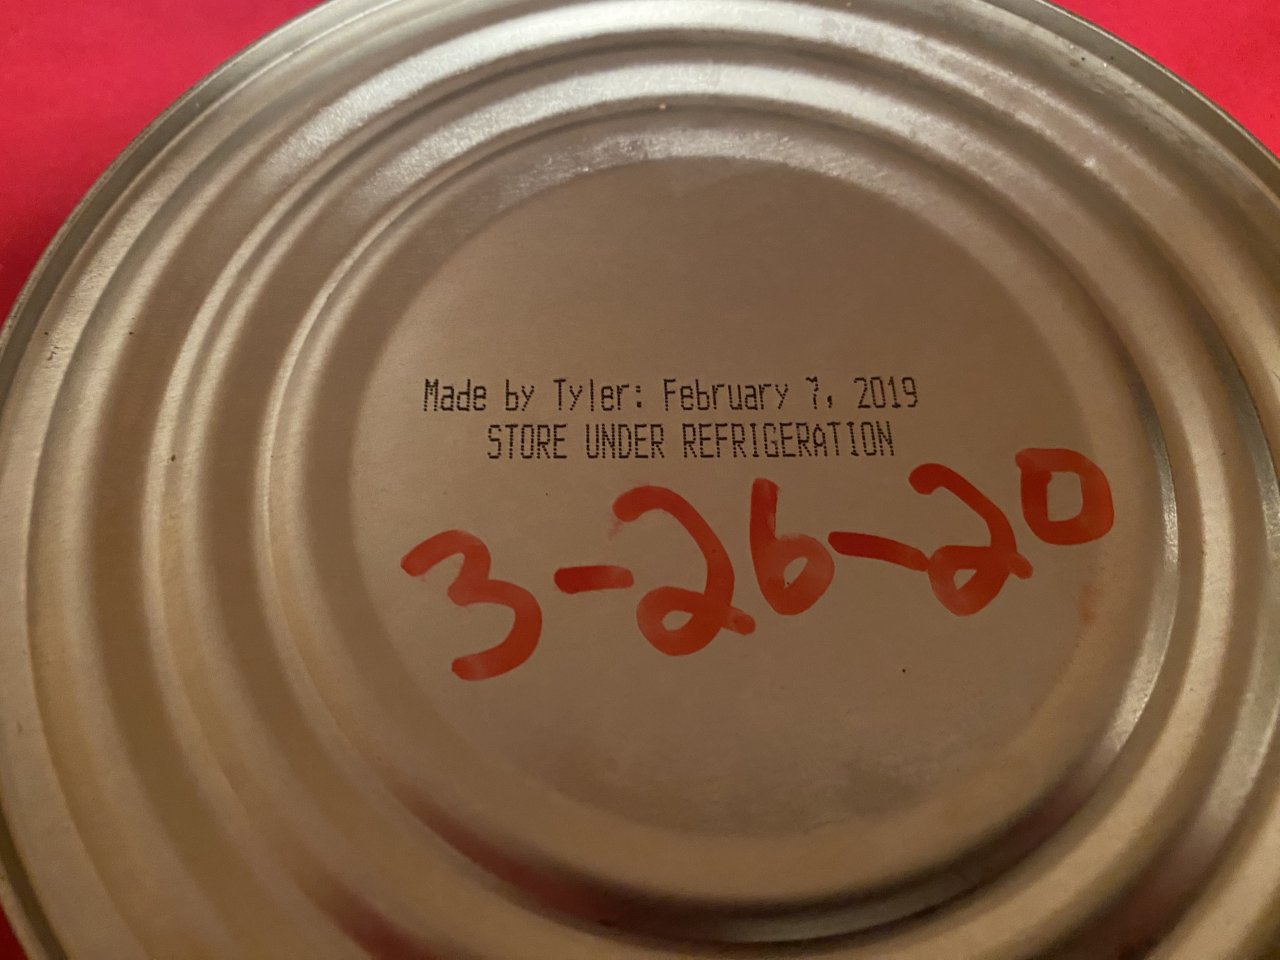 Made by Tyler: February 7, 2019
STORE UNDER REFRIGERATION
3-26-20